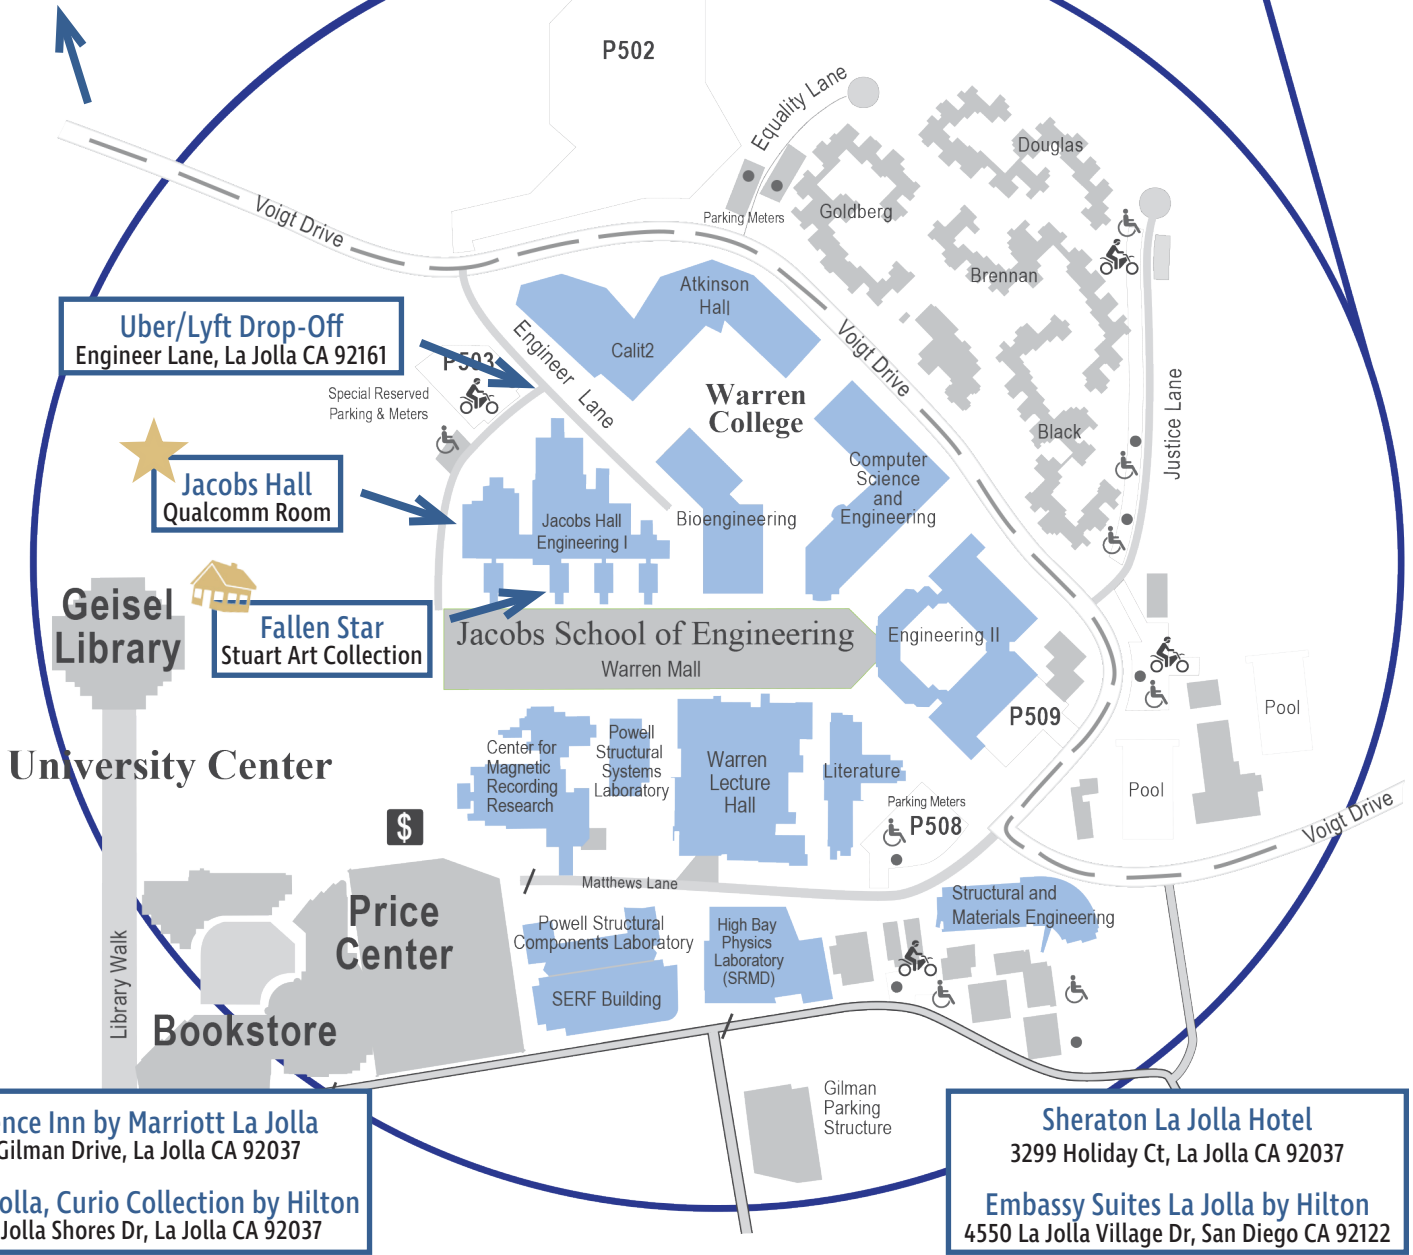 P502
Equality Lane
Douglas
Voigt Drive
Parking Meters
Goldberg
Brennan
Atkinson
Hall
Uber/Lyft Drop-Off
Engineer Lane, La Jolla CA 92161
Engineer Lane
Calit2
Voigt Drive
P503
Special Reserved
Parking & Meters
Warren
College
Justice Lane
Black
Jacobs Hall
Qualcomm Room
Computer
Science
and
Engineering
Jacobs Hall
Engineering I
Bioengineering
Geisel
Library
Fallen Star
Stuart Art Collection
Jacobs School of Engineering
Warren Mall
Engineering II
P509
Pool
University Center
Center for
Magnetic
Recording
Research
Powell
Structural
Systems
Laboratory
Warren
Lecture
Hall
Literature
Pool
Parking Meters
P508
Voigt Drive
$
Matthews Lane
Price
Center
Structural and
Materials Engineering
Powell Structural
Components Laboratory
High Bay
Physics
Laboratory
(SRMD)
SERF Building
Library Walk
Bookstore
Gilman
Parking
Structure
ence Inn by Marriott La Jolla
Gilman Drive, La Jolla CA 92037
olla, Curio Collection by Hilton
Jolla Shores Dr, La Jolla CA 92037
Sheraton La Jolla Hotel
3299 Holiday Ct, La Jolla CA 92037
Embassy Suites La Jolla by Hilton
4550 La Jolla Village Dr, San Diego CA 92122